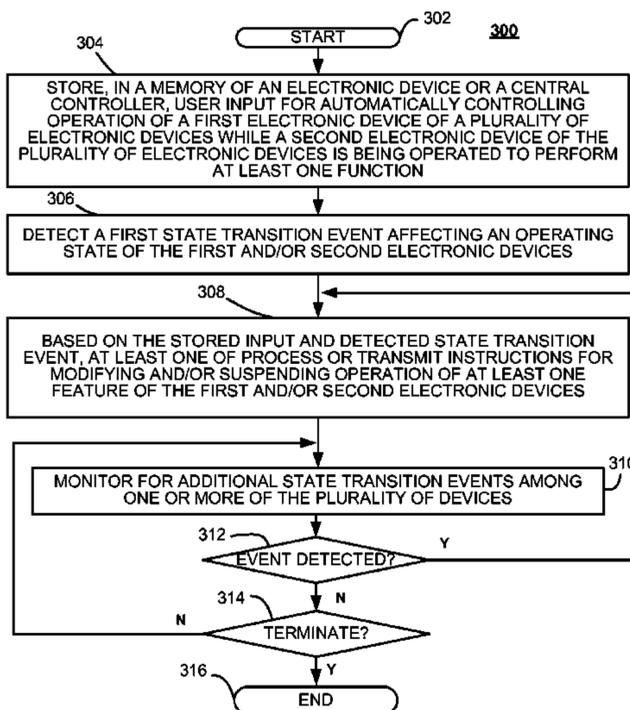 START
302
300
304
STORE, IN A MEMORY OF AN ELECTRONIC DEVICE OR A CENTRAL
CONTROLLER, USER INPUT FOR AUTOMATICALLY CONTROLLING
OPERATION OF A FIRST ELECTRONIC DEVICE OF A PLURALITY OF
ELECTRONIC DEVICES WHILE A SECOND ELECTRONIC DEVICE OF THE
PLURALITY OF ELECTRONIC DEVICES IS BEING OPERATED TO PERFORM
AT LEAST ONE FUNCTION
306
DETECT A FIRST STATE TRANSITION EVENT AFFECTING AN OPERATING
STATE OF THE FIRST AND/OR SECOND ELECTRONIC DEVICES
308
BASED ON THE STORED INPUT AND DETECTED STATE TRANSITION
EVENT, AT LEAST ONE OF PROCESS OR TRANSMIT INSTRUCTIONS FOR
MODIFYING AND/OR SUSPENDING OPERATION OF AT LEAST ONE
FEATURE OF THE FIRST AND/OR SECOND ELECTRONIC DEVICES
310
MONITOR FOR ADDITIONAL STATE TRANSITION EVENTS AMONG
ONE OR MORE OF THE PLURALITY OF DEVICES
312
EVENT DETECTED?
Y
N
314
TERMINATE?
N
Y
316
END